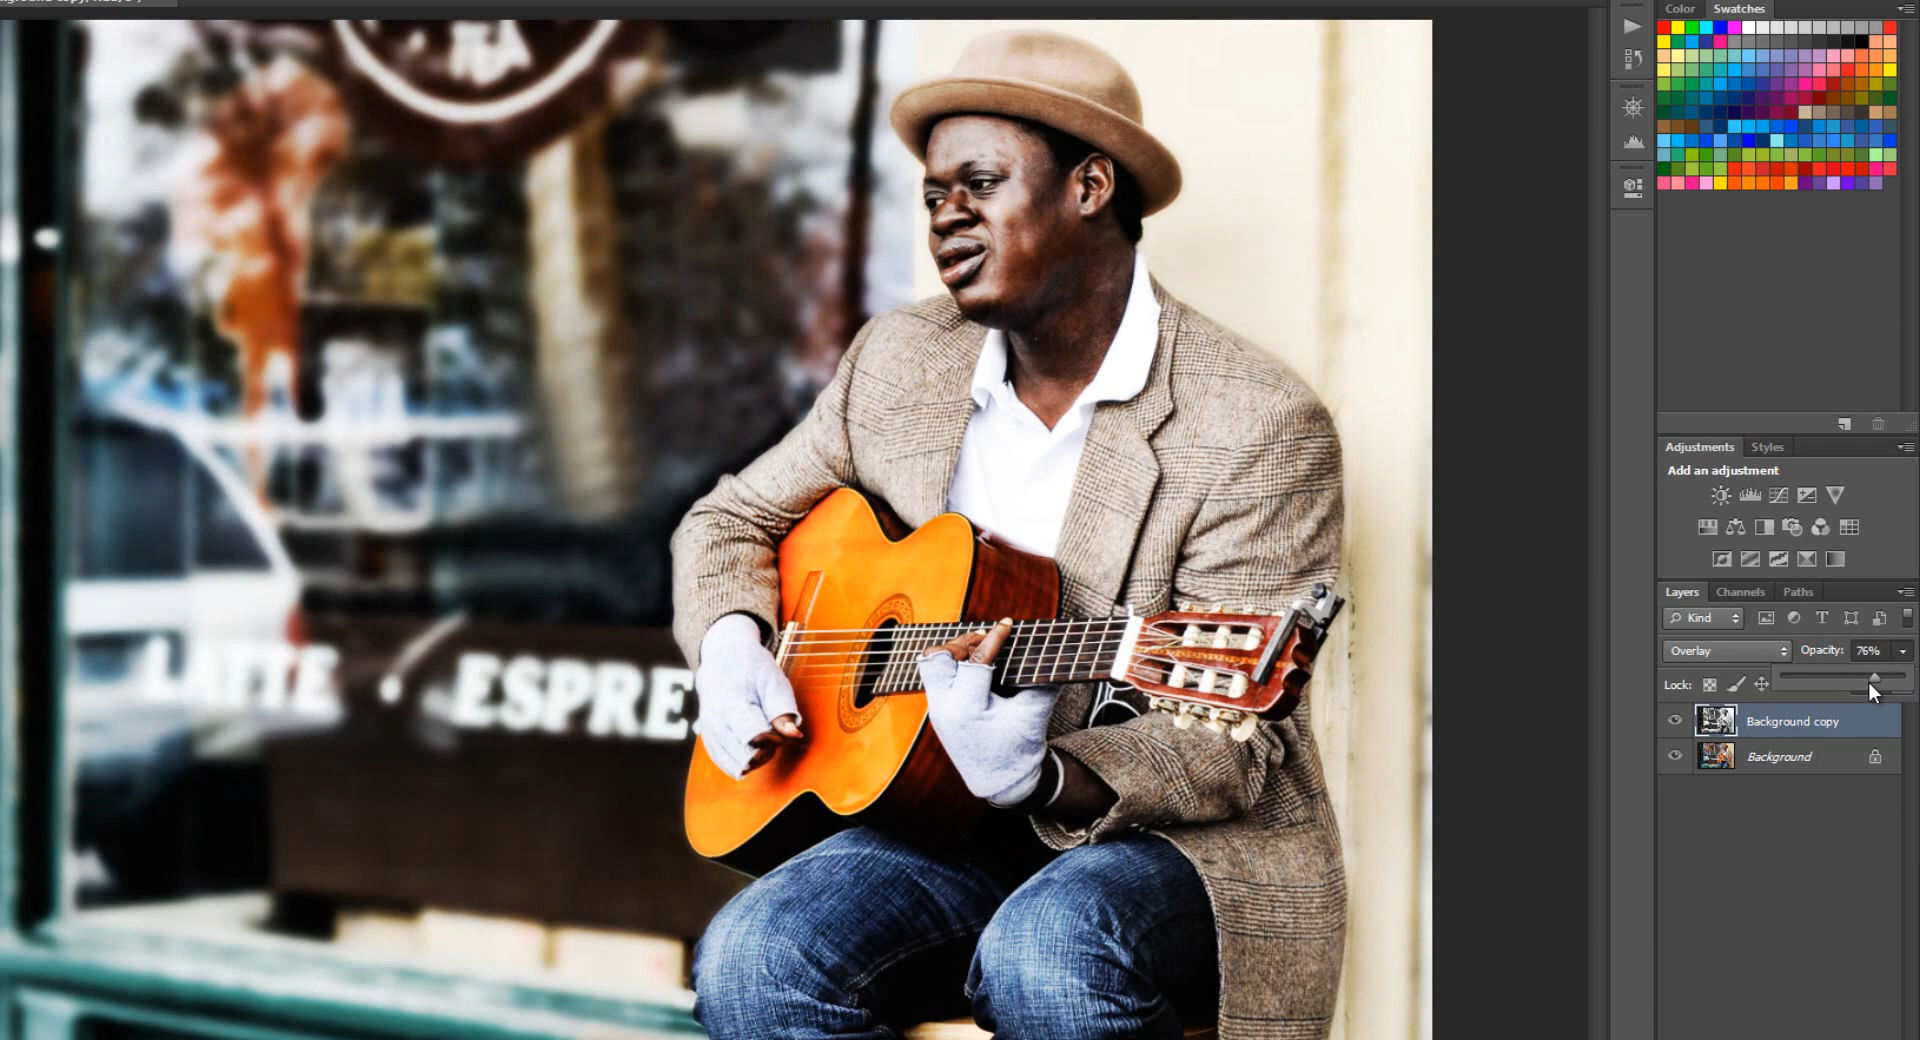 Color Swatches
Adjustments Styles
Add an adjustment
Layers Channels Paths
Kind
T
Overlay Opacity: 76%
Lock:
Background copy
Background
TEA
LATTE • ESPRE